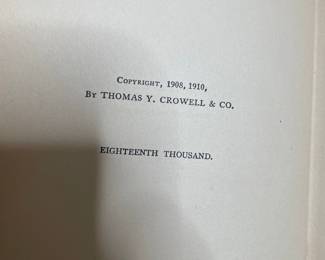 Copyright, 1908, 1910,
By THOMAS Y. CROWELL & CO.
EIGHTEENTH THOUSAND.